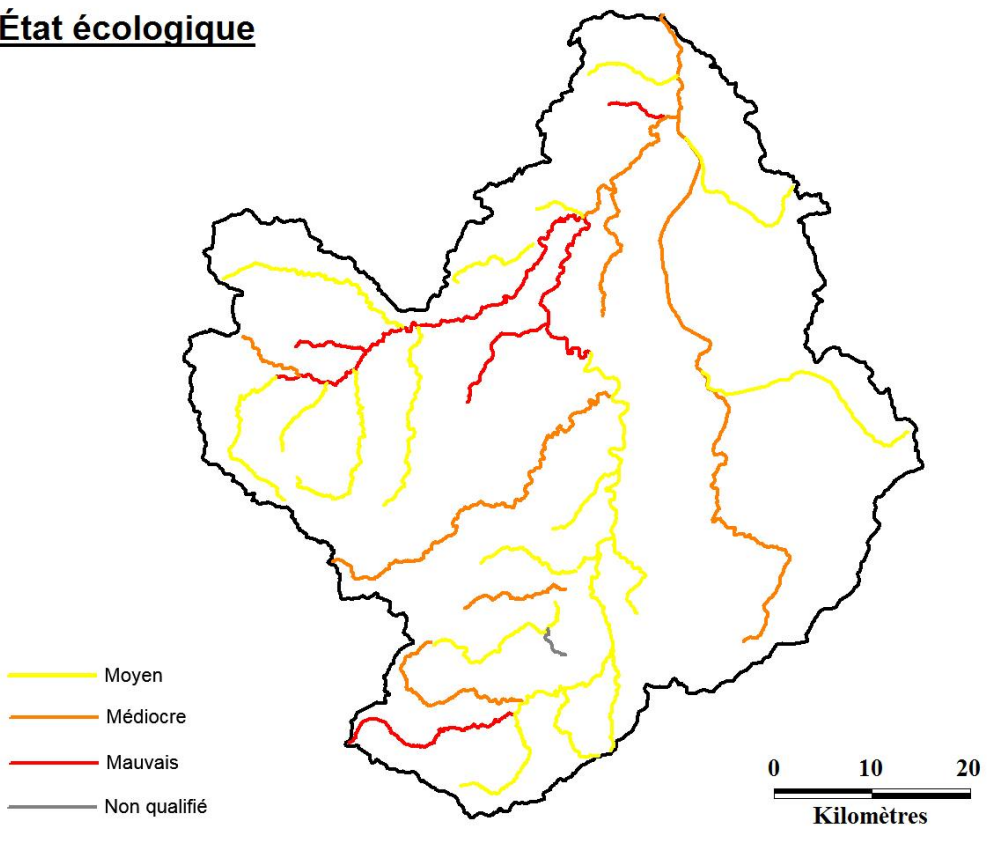 État écologique
Moyen
Médiocre
Mauvais
Non qualifié
0 10 20
Kilomètres